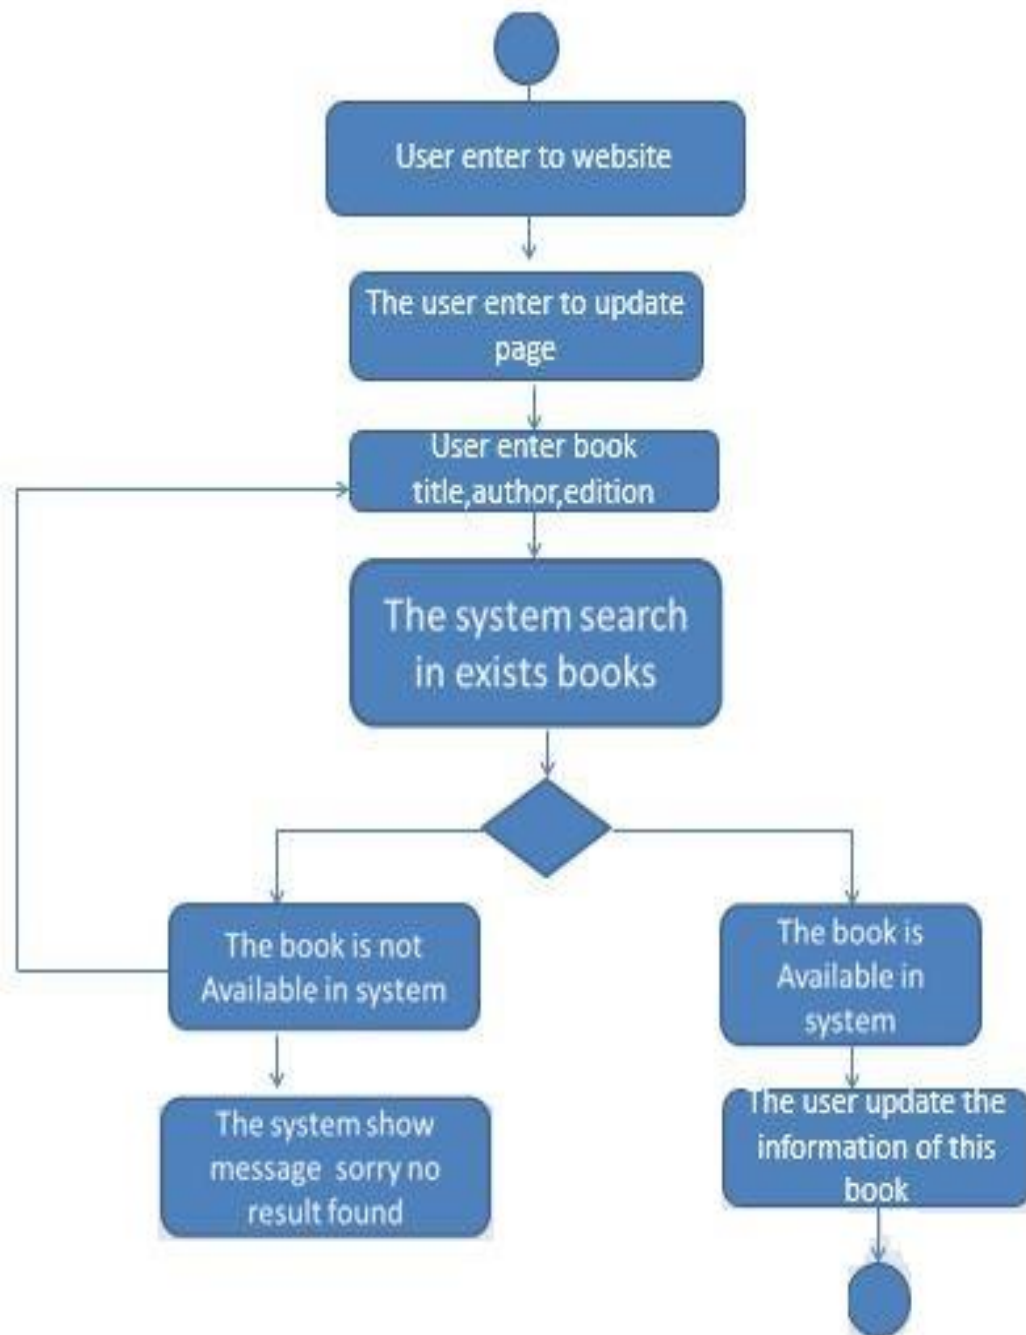 User enter to website
The user enter to update
page
User enter book
title,author,edition
The system search
in exists books
The book is not
Available in system
The book is
Available in
system
The system show
message sorry no
result found
The user update the
information of this
book